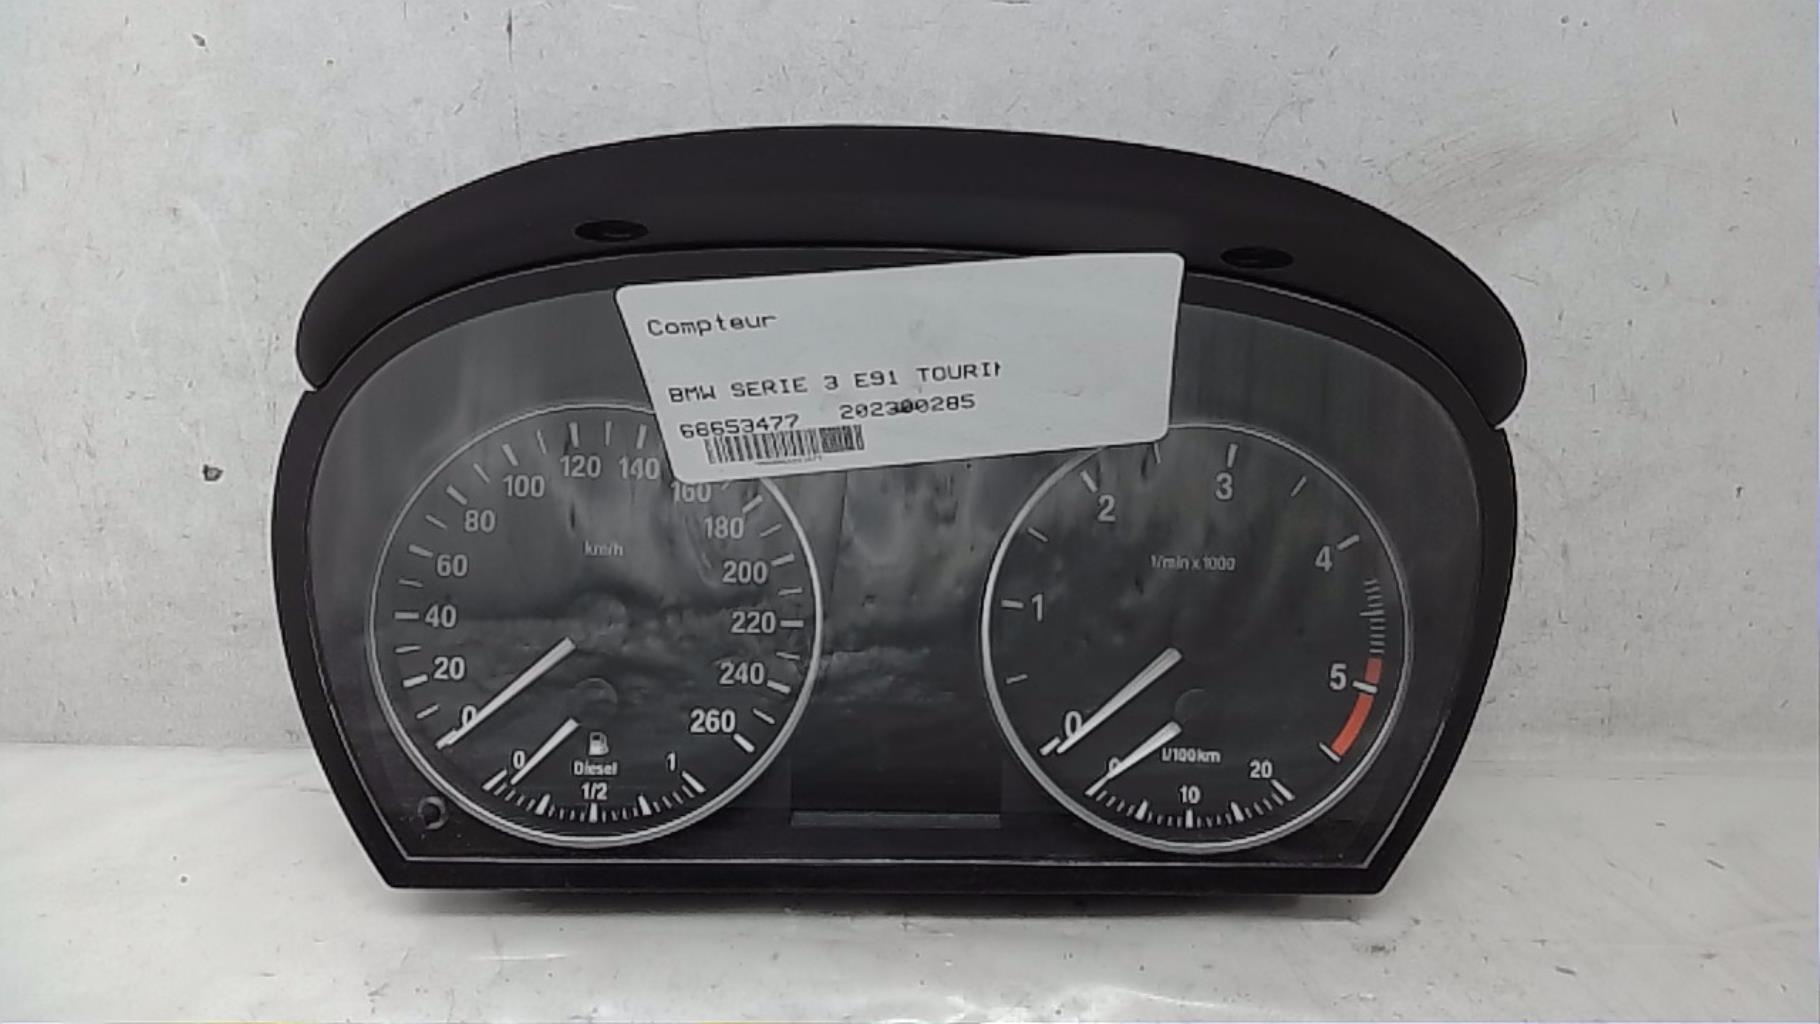 Compteur
BMW SERIE 3 E91 TOURIN
68653477 202300285
0 20 40 60 80 100 120 140 160 180 200 220 240 260
km/h
0 1/2 1
Diesel
0 1 2 3 4 5
1/min x 1000
0 10 20
l/100km